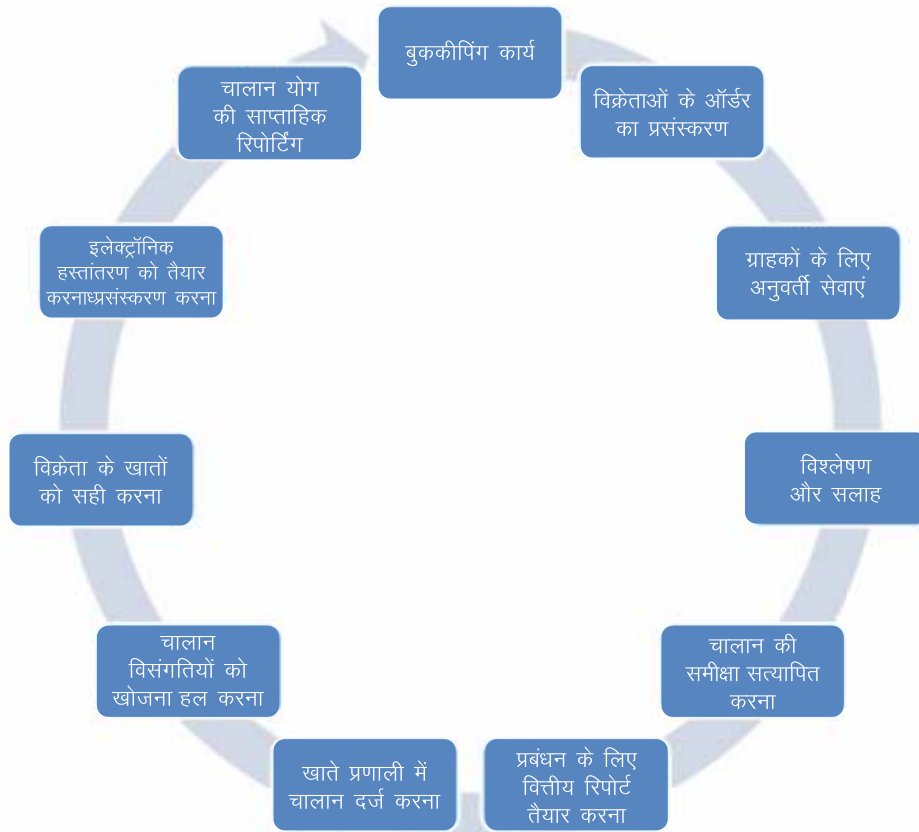 बुककीपिंग कार्य
विक्रेताओं के ऑर्डर
का प्रसंस्करण
ग्राहकों के लिए
अनुवर्ती सेवाएं
विश्लेषण
और सलाह
चालान की
समीक्षा सत्यापित
करना
प्रबंधन के लिए
वित्तीय रिपोर्ट
तैयार करना
खाते प्रणाली में
चालान दर्ज करना
चालान
विसंगतियों को
खोजना हल करना
विक्रेता के खातों
को सही करना
इलेक्ट्रॉनिक
हस्तांतरण को तैयार
करनाध्प्रसंस्करण करना
चालान योग
की साप्ताहिक
रिपोर्टिंग